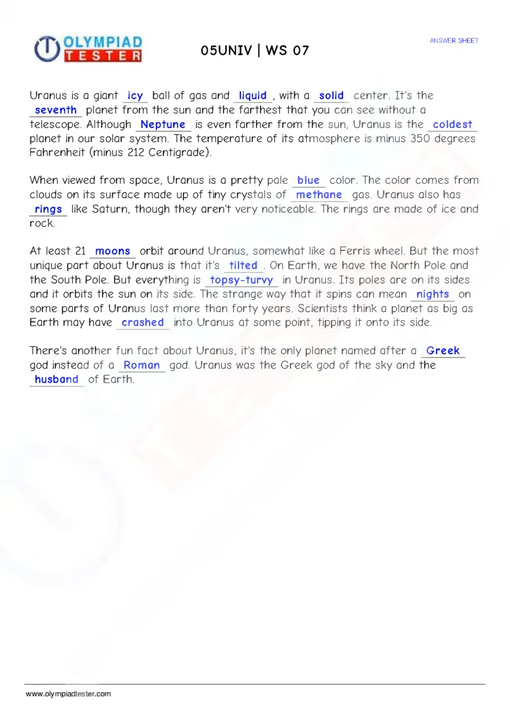 OLYMPIAD
TESTER
05UNIV | WS 07
ANSWER SHEET
Uranus is a giant icy ball of gas and liquid , with a solid center. It's the
seventh planet from the sun and the farthest that you can see without a
telescope. Although Neptune is even farther from the sun, Uranus is the coldest
planet in our solar system. The temperature of its atmosphere is minus 350 degrees
Fahrenheit (minus 212 Centigrade).
When viewed from space, Uranus is a pretty pale blue color. The color comes from
clouds on its surface made up of tiny crystals of methane gas. Uranus also has
rings like Saturn, though they aren't very noticeable. The rings are made of ice and
rock.
At least 21 moons orbit around Uranus, somewhat like a Ferris wheel. But the most
unique part about Uranus is that it's tilted . On Earth, we have the North Pole and
the South Pole. But everything is topsy-turvy in Uranus. Its poles are on its sides
and it orbits the sun on its side. The strange way that it spins can mean nights on
some parts of Uranus last more than forty years. Scientists think a planet as big as
Earth may have crashed into Uranus at some point, tipping it onto its side.
There's another fun fact about Uranus, it's the only planet named after a Greek
god instead of a Roman god. Uranus was the Greek god of the sky and the
husband of Earth.
www.olympiadtester.com